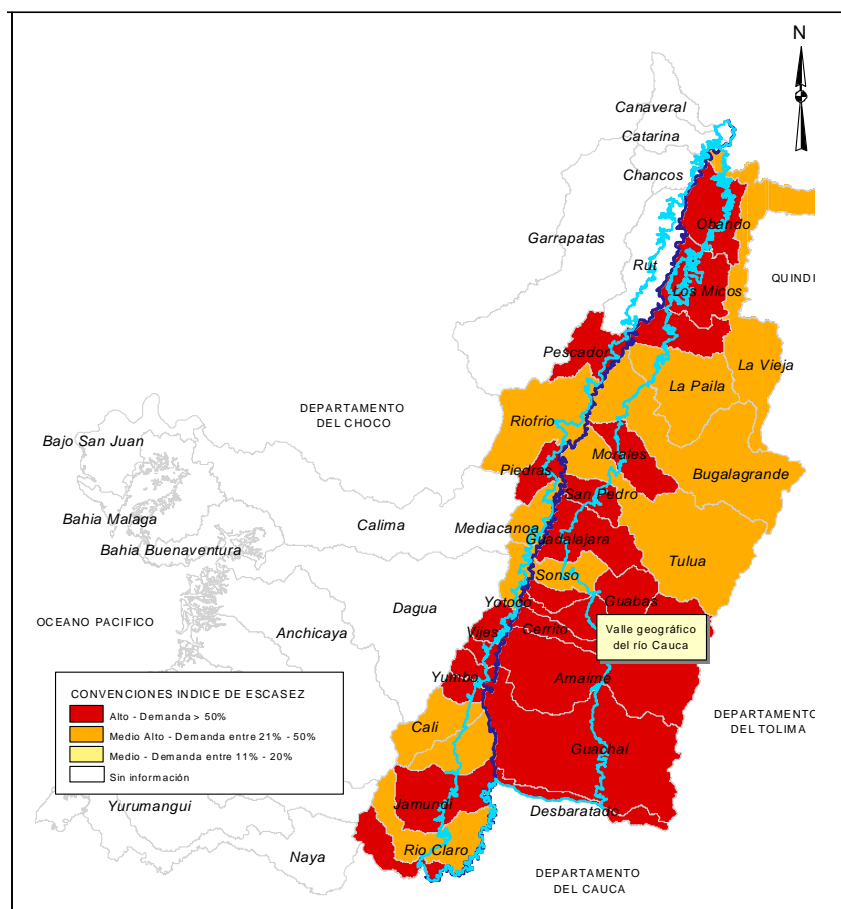 N
Canaveral
Catarina
Chancos
Obando
Garrapatas
Rut
QUINDI
Los Micos
Pescador
La Vieja
La Paila
DEPARTAMENTO
DEL CHOCO
Riofrio
Bajo San Juan
Morales
Piedras
Bugalagrande
San Pedro
Bahia Malaga
Calima
Mediacanoa
Guadalajara
Bahia Buenaventura
Tulua
Sonso
Yotoco
Guabas
Dagua
OCEANO PACIFICO
Anchicaya
Vijes
Cerrito
Valle geográfico
del río Cauca
Yumbo
Amaime
CONVENCIONES INDICE DE ESCASEZ
Alto - Demanda > 50%
Medio Alto - Demanda entre 21% - 50%
Medio - Demanda entre 11% - 20%
Sin información
DEPARTAMENTO
DEL TOLIMA
Cali
Guachal
Yurumangui
Jamundi
Desbaratado
Naya
Rio Claro
DEPARTAMENTO
DEL CAUCA